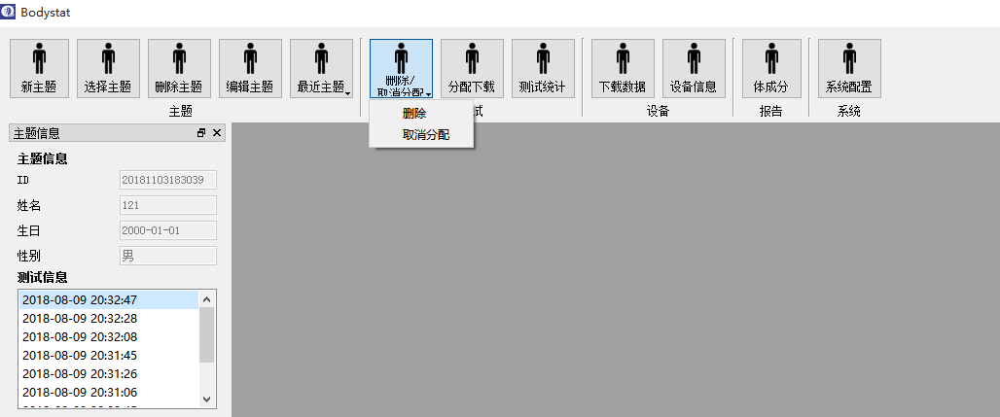 Bodystat
新主题
选择主题
删除主题
编辑主题
最近主题
删除/
取消分配
分配下载
测试统计
下载数据
设备信息
体成分
系统配置
主题
试
设备
报告
系统
删除
取消分配
主题信息
主题信息
ID 20181103183039
姓名 121
生日 2000-01-01
性别 男
测试信息
2018-08-09 20:32:47
2018-08-09 20:32:28
2018-08-09 20:32:08
2018-08-09 20:31:45
2018-08-09 20:31:26
2018-08-09 20:31:06